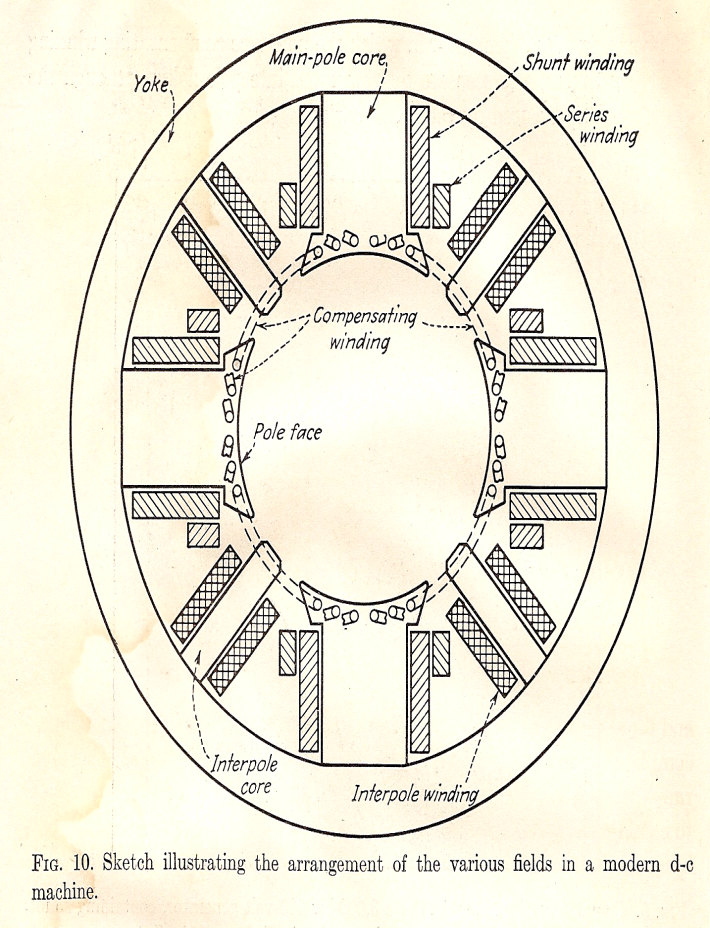 Main-pole core
Shunt winding
Yoke
Series
winding
Compensating
winding
Pole face
Interpole
core
Interpole winding
FIG. 10. Sketch illustrating the arrangement of the various fields in a modern d-c
machine.